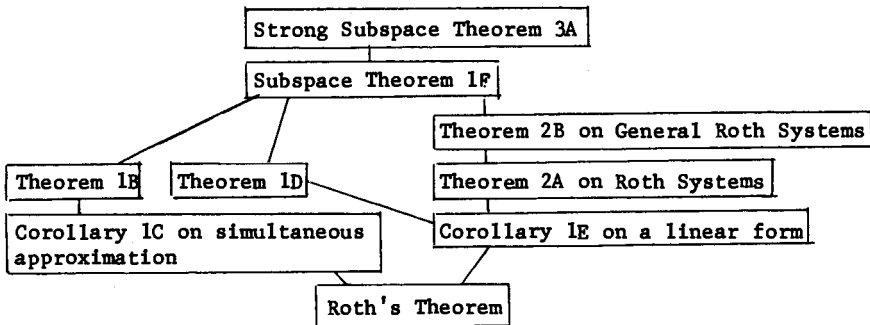 Strong Subspace Theorem 3A
Subspace Theorem 1F
Theorem 2B on General Roth Systems
Theorem 1B
Theorem 1D
Theorem 2A on Roth Systems
Corollary 1C on simultaneous
approximation
Corollary 1E on a linear form
Roth's Theorem